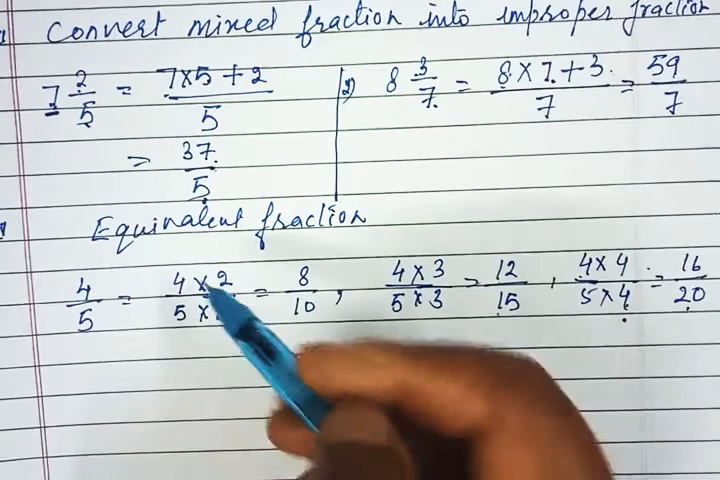 Convert mixed fraction into improper fraction
7 2/5 = 7×5+2/5 2) 8 3/7 = 8×7+3/7 = 59/7
= 37/5
Equivalent fraction
4/5 = 4×2/5× = 8/10 , 4×3/5×3 = 12/15 , 4×4/5×4 = 16/20